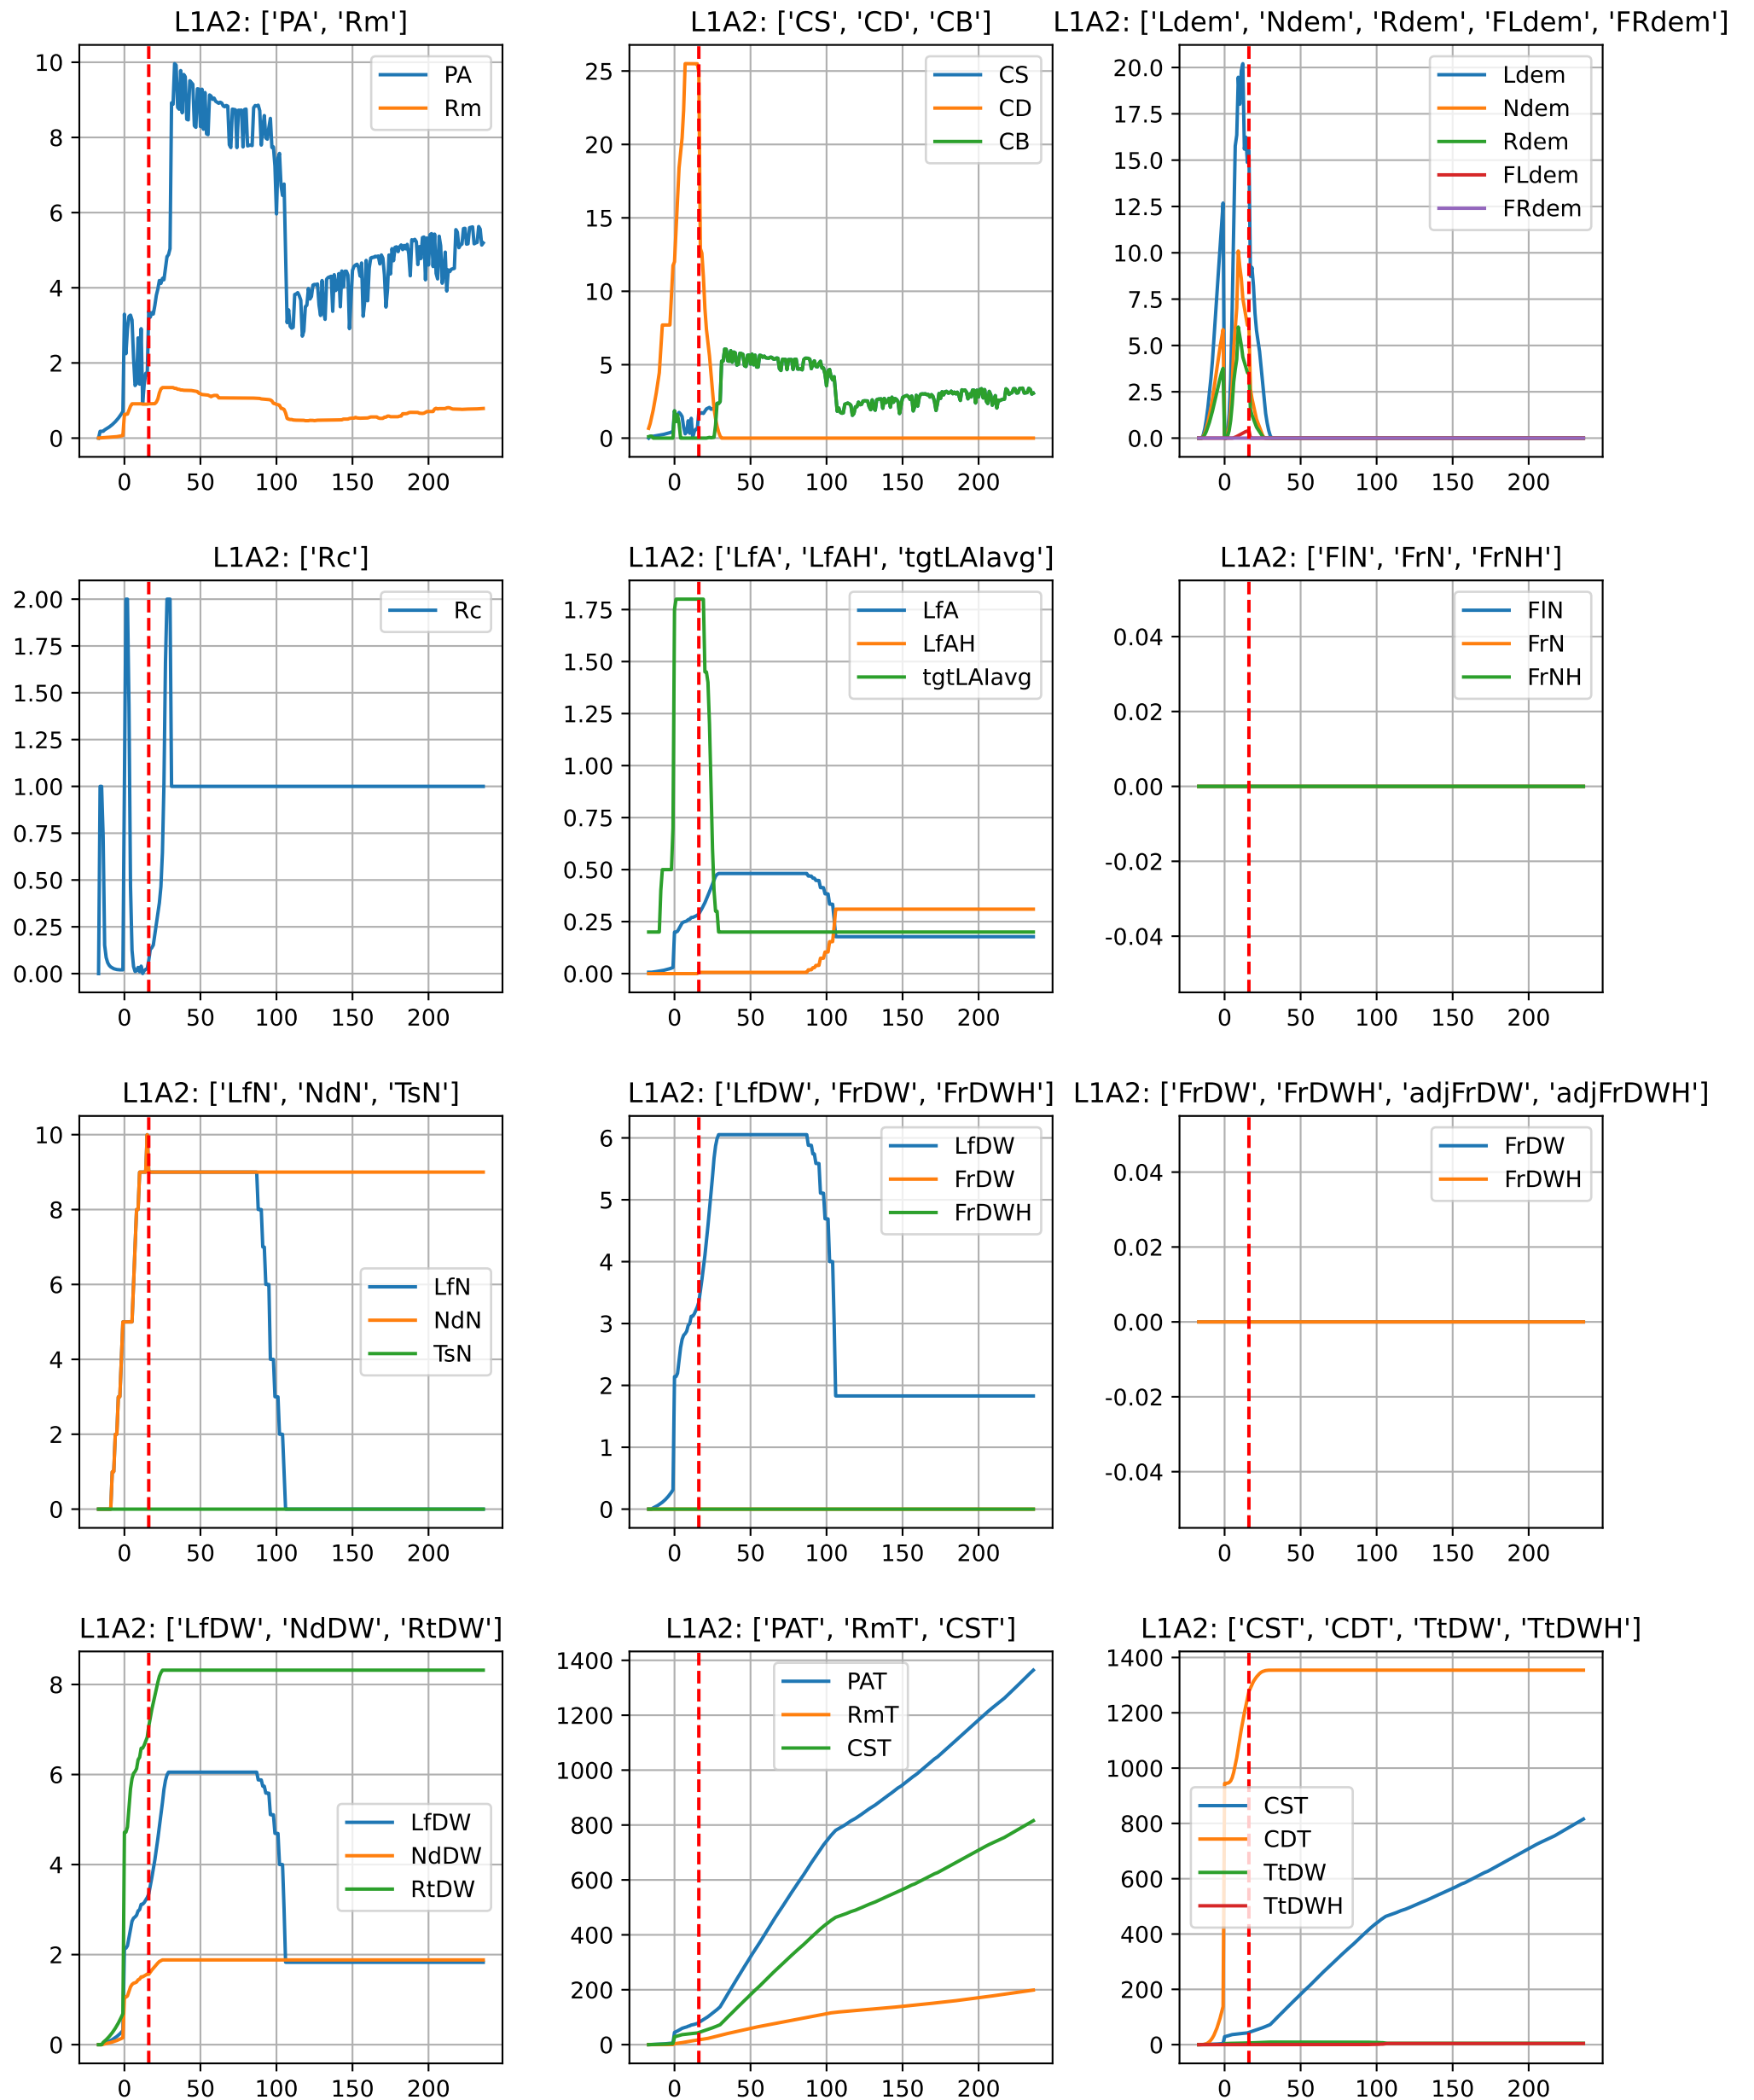 L1A2: ['PA', 'Rm']
10
8
6
4
2
0
0 50 100 150 200
PA
Rm
L1A2: ['CS', 'CD', 'CB']
25
20
15
10
5
0
0 50 100 150 200
CS
CD
CB
L1A2: ['Ldem', 'Ndem', 'Rdem', 'FLdem', 'FRdem']
20.0
17.5
15.0
12.5
10.0
7.5
5.0
2.5
0.0
0 50 100 150 200
Ldem
Ndem
Rdem
FLdem
FRdem
L1A2: ['Rc']
2.00
1.75
1.50
1.25
1.00
0.75
0.50
0.25
0.00
0 50 100 150 200
Rc
L1A2: ['LfA', 'LfAH', 'tgtLAIavg']
1.75
1.50
1.25
1.00
0.75
0.50
0.25
0.00
0 50 100 150 200
LfA
LfAH
tgtLAIavg
L1A2: ['FlN', 'FrN', 'FrNH']
0.04
0.02
0.00
-0.02
-0.04
0 50 100 150 200
FlN
FrN
FrNH
L1A2: ['LfN', 'NdN', 'TsN']
10
8
6
4
2
0
0 50 100 150 200
LfN
NdN
TsN
L1A2: ['LfDW', 'FrDW', 'FrDWH']
6
5
4
3
2
1
0
0 50 100 150 200
LfDW
FrDW
FrDWH
L1A2: ['FrDW', 'FrDWH', 'adjFrDW', 'adjFrDWH']
0.04
0.02
0.00
-0.02
-0.04
0 50 100 150 200
FrDW
FrDWH
L1A2: ['LfDW', 'NdDW', 'RtDW']
8
6
4
2
0
0 50 100 150 200
LfDW
NdDW
RtDW
L1A2: ['PAT', 'RmT', 'CST']
1400
1200
1000
800
600
400
200
0
0 50 100 150 200
PAT
RmT
CST
L1A2: ['CST', 'CDT', 'TtDW', 'TtDWH']
1400
1200
1000
800
600
400
200
0
0 50 100 150 200
CST
CDT
TtDW
TtDWH